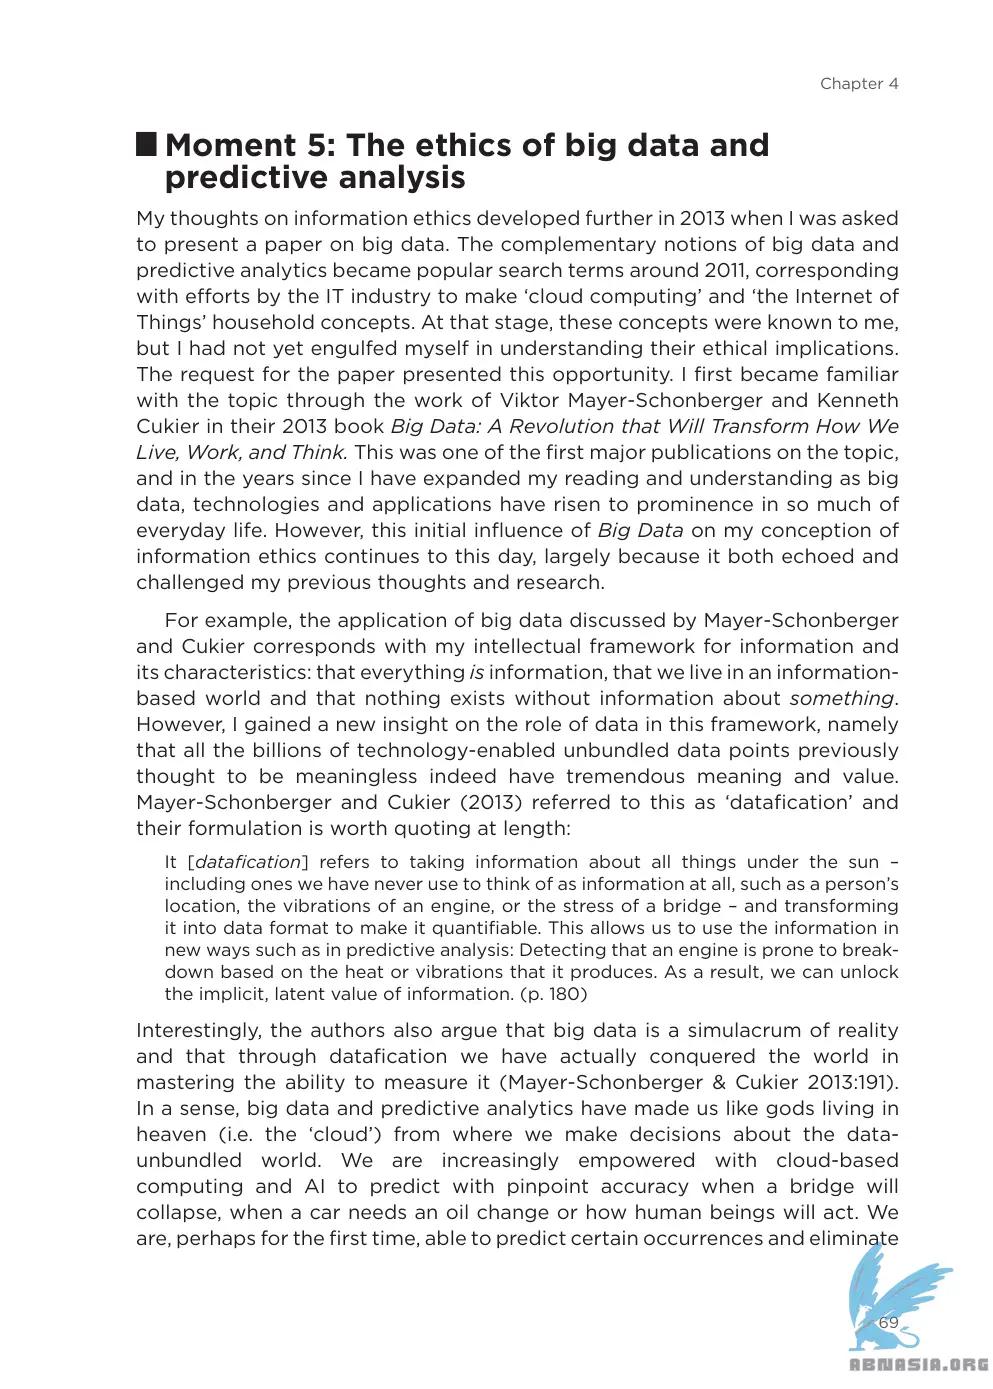 Chapter 4
Moment 5: The ethics of big data and
predictive analysis
My thoughts on information ethics developed further in 2013 when I was asked
to present a paper on big data. The complementary notions of big data and
predictive analytics became popular search terms around 2011, corresponding
with efforts by the IT industry to make ‘cloud computing’ and ‘the Internet of
Things’ household concepts. At that stage, these concepts were known to me,
but I had not yet engulfed myself in understanding their ethical implications.
The request for the paper presented this opportunity. I first became familiar
with the topic through the work of Viktor Mayer-Schonberger and Kenneth
Cukier in their 2013 book Big Data: A Revolution that Will Transform How We
Live, Work, and Think. This was one of the first major publications on the topic,
and in the years since I have expanded my reading and understanding as big
data, technologies and applications have risen to prominence in so much of
everyday life. However, this initial influence of Big Data on my conception of
information ethics continues to this day, largely because it both echoed and
challenged my previous thoughts and research.
For example, the application of big data discussed by Mayer-Schonberger
and Cukier corresponds with my intellectual framework for information and
its characteristics: that everything is information, that we live in an information-
based world and that nothing exists without information about something.
However, I gained a new insight on the role of data in this framework, namely
that all the billions of technology-enabled unbundled data points previously
thought to be meaningless indeed have tremendous meaning and value.
Mayer-Schonberger and Cukier (2013) referred to this as ‘datafication’ and
their formulation is worth quoting at length:
It [datafication] refers to taking information about all things under the sun –
including ones we have never use to think of as information at all, such as a person’s
location, the vibrations of an engine, or the stress of a bridge – and transforming
it into data format to make it quantifiable. This allows us to use the information in
new ways such as in predictive analysis: Detecting that an engine is prone to break-
down based on the heat or vibrations that it produces. As a result, we can unlock
the implicit, latent value of information. (p. 180)
Interestingly, the authors also argue that big data is a simulacrum of reality
and that through datafication we have actually conquered the world in
mastering the ability to measure it (Mayer-Schonberger & Cukier 2013:191).
In a sense, big data and predictive analytics have made us like gods living in
heaven (i.e. the ‘cloud’) from where we make decisions about the data-
unbundled world. We are increasingly empowered with cloud-based
computing and AI to predict with pinpoint accuracy when a bridge will
collapse, when a car needs an oil change or how human beings will act. We
are, perhaps for the first time, able to predict certain occurrences and eliminate
69
ABNASIA.ORG